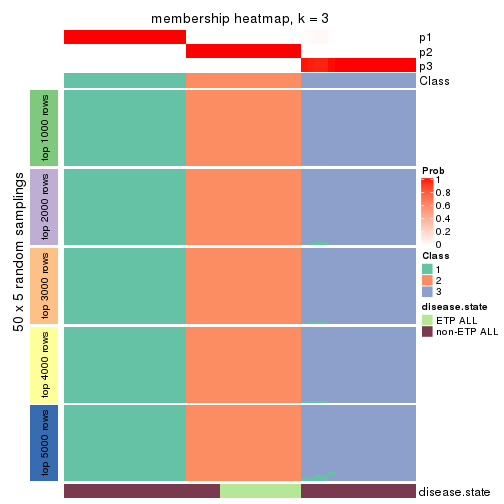 membership heatmap, k = 3
p1
p2
p3
Class
50 x 5 random samplings
top 1000 rows
top 2000 rows
top 3000 rows
top 4000 rows
top 5000 rows
Prob
1
0.8
0.6
0.4
0.2
0
Class
1
2
3
disease.state
ETP ALL
non-ETP ALL
disease.state